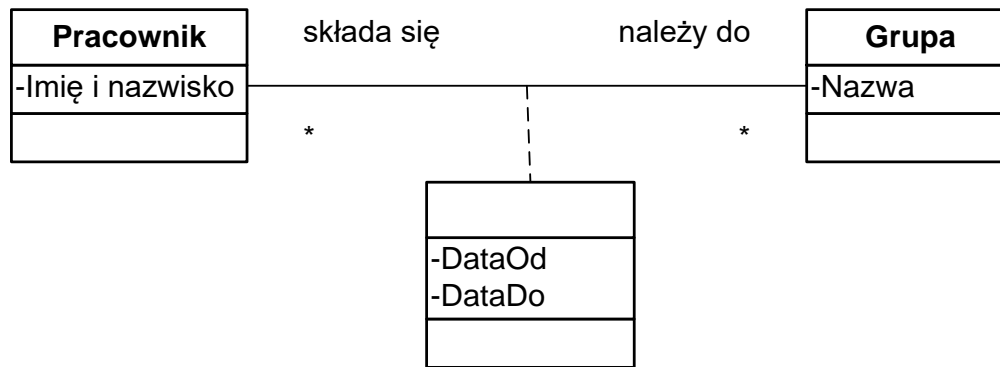 Pracownik
składa się
należy do
Grupa
-Imię i nazwisko
-Nazwa
*
*
-DataOd
-DataDo